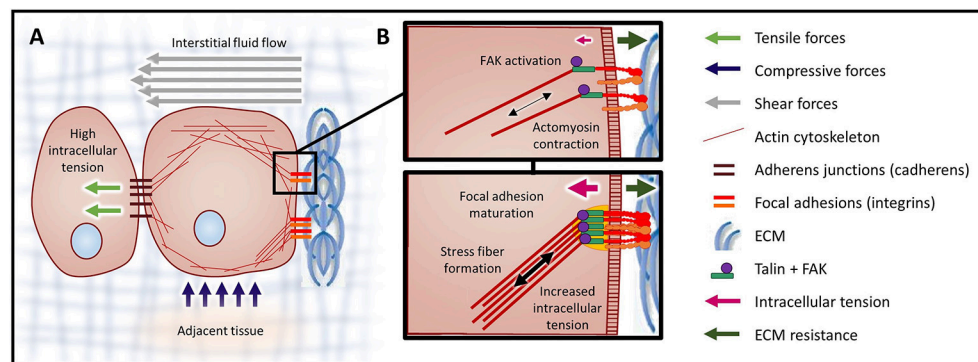 A
Interstitial fluid flow
High
intracellular
tension
Adjacent tissue
B
FAK activation
Actomyosin
contraction
Focal adhesion
maturation
Stress fiber
formation
Increased
intracellular
tension
Tensile forces
Compressive forces
Shear forces
Actin cytoskeleton
Adherens junctions (cadherens)
Focal adhesions (integrins)
ECM
Talin + FAK
Intracellular tension
ECM resistance